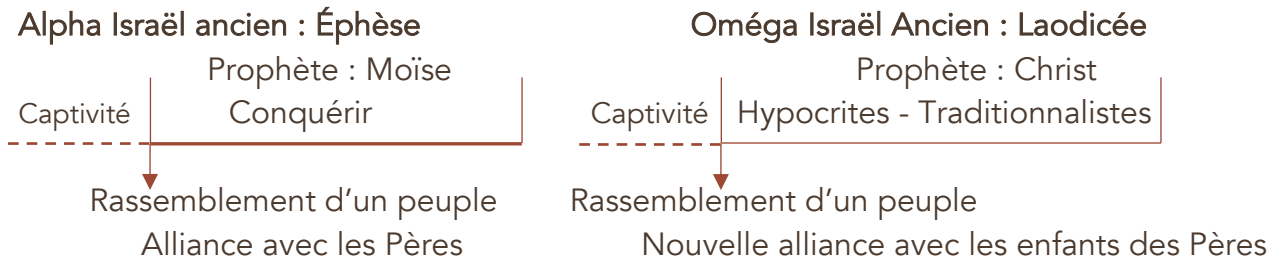 Alpha Israël ancien : Éphèse
Prophète : Moïse
Captivité Conquérir
Rassemblement d’un peuple
Alliance avec les Pères
Oméga Israël Ancien : Laodicée
Prophète : Christ
Captivité Hypocrites - Traditionnalistes
Rassemblement d’un peuple
Nouvelle alliance avec les enfants des Pères